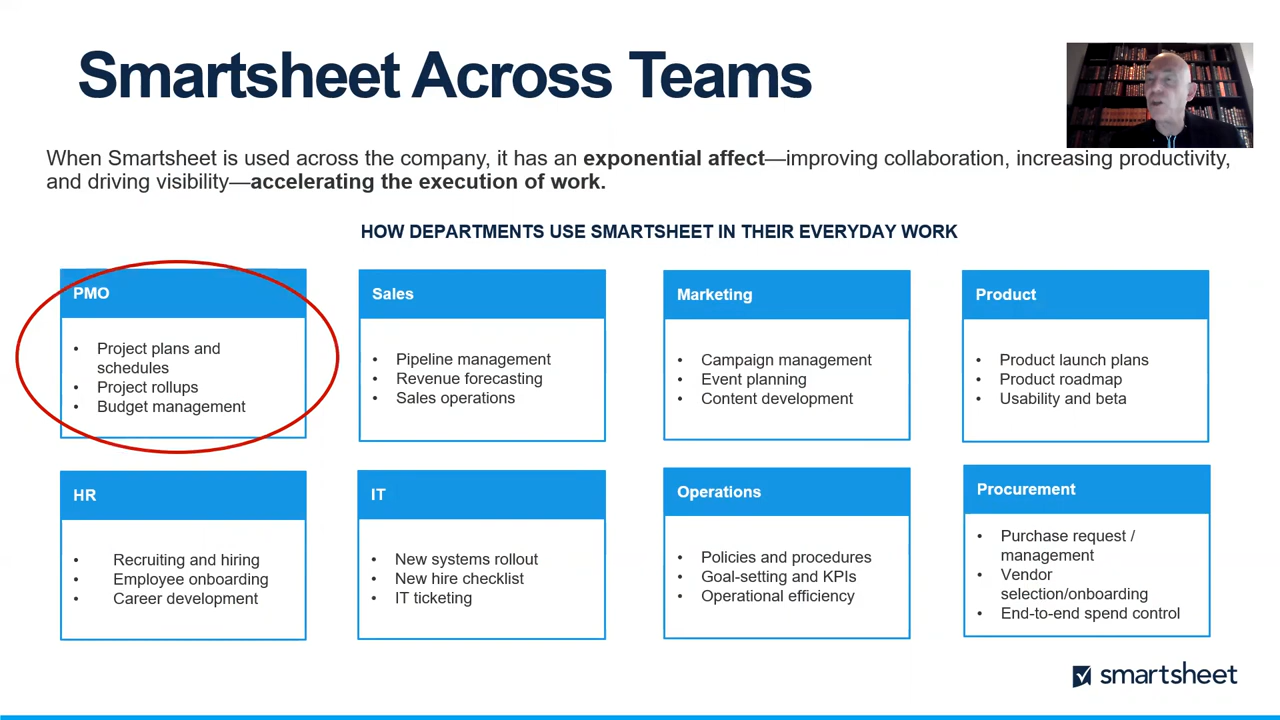 Smartsheet Across Teams
When Smartsheet is used across the company, it has an exponential affect—improving collaboration, increasing productivity,
and driving visibility—accelerating the execution of work.
HOW DEPARTMENTS USE SMARTSHEET IN THEIR EVERYDAY WORK
PMO
• Project plans and
schedules
• Project rollups
• Budget management
Sales
• Pipeline management
• Revenue forecasting
• Sales operations
Marketing
• Campaign management
• Event planning
• Content development
Product
• Product launch plans
• Product roadmap
• Usability and beta
HR
• Recruiting and hiring
• Employee onboarding
• Career development
IT
• New systems rollout
• New hire checklist
• IT ticketing
Operations
• Policies and procedures
• Goal-setting and KPIs
• Operational efficiency
Procurement
• Purchase request /
management
• Vendor
selection/onboarding
• End-to-end spend control
smartsheet